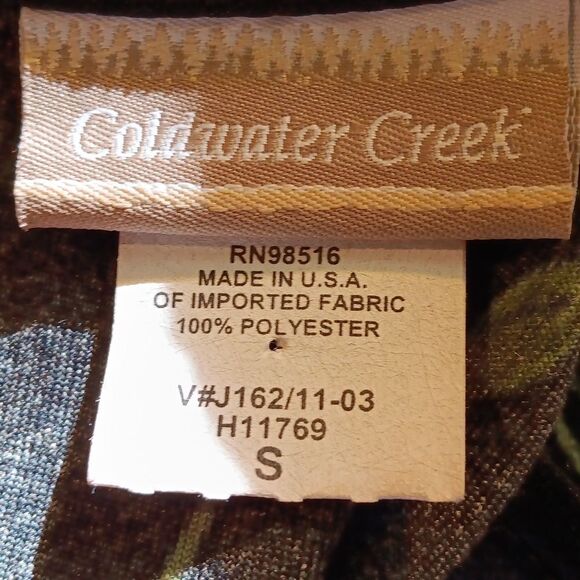 Coldwater Creek
RN98516
MADE IN U.S.A.
OF IMPORTED FABRIC
100% POLYESTER
V#J162/11-03
H11769
S